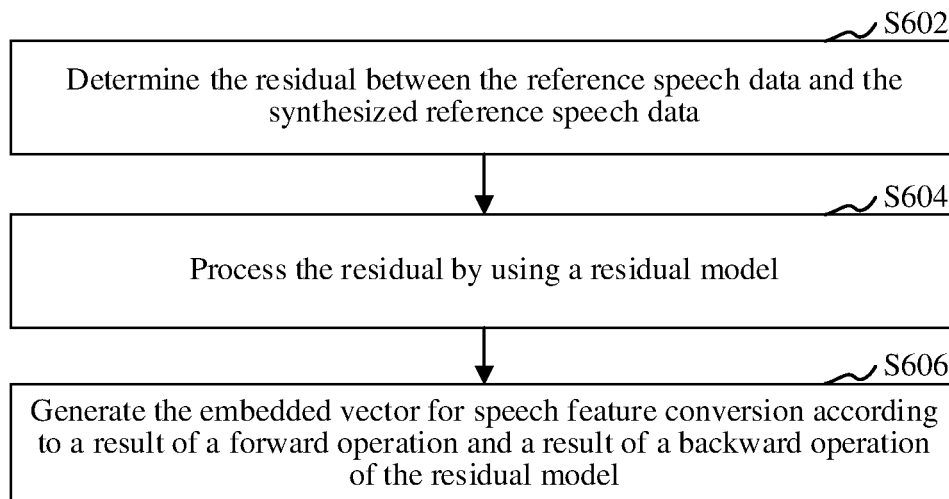 S602
Determine the residual between the reference speech data and the
synthesized reference speech data
S604
Process the residual by using a residual model
S606
Generate the embedded vector for speech feature conversion according
to a result of a forward operation and a result of a backward operation
of the residual model